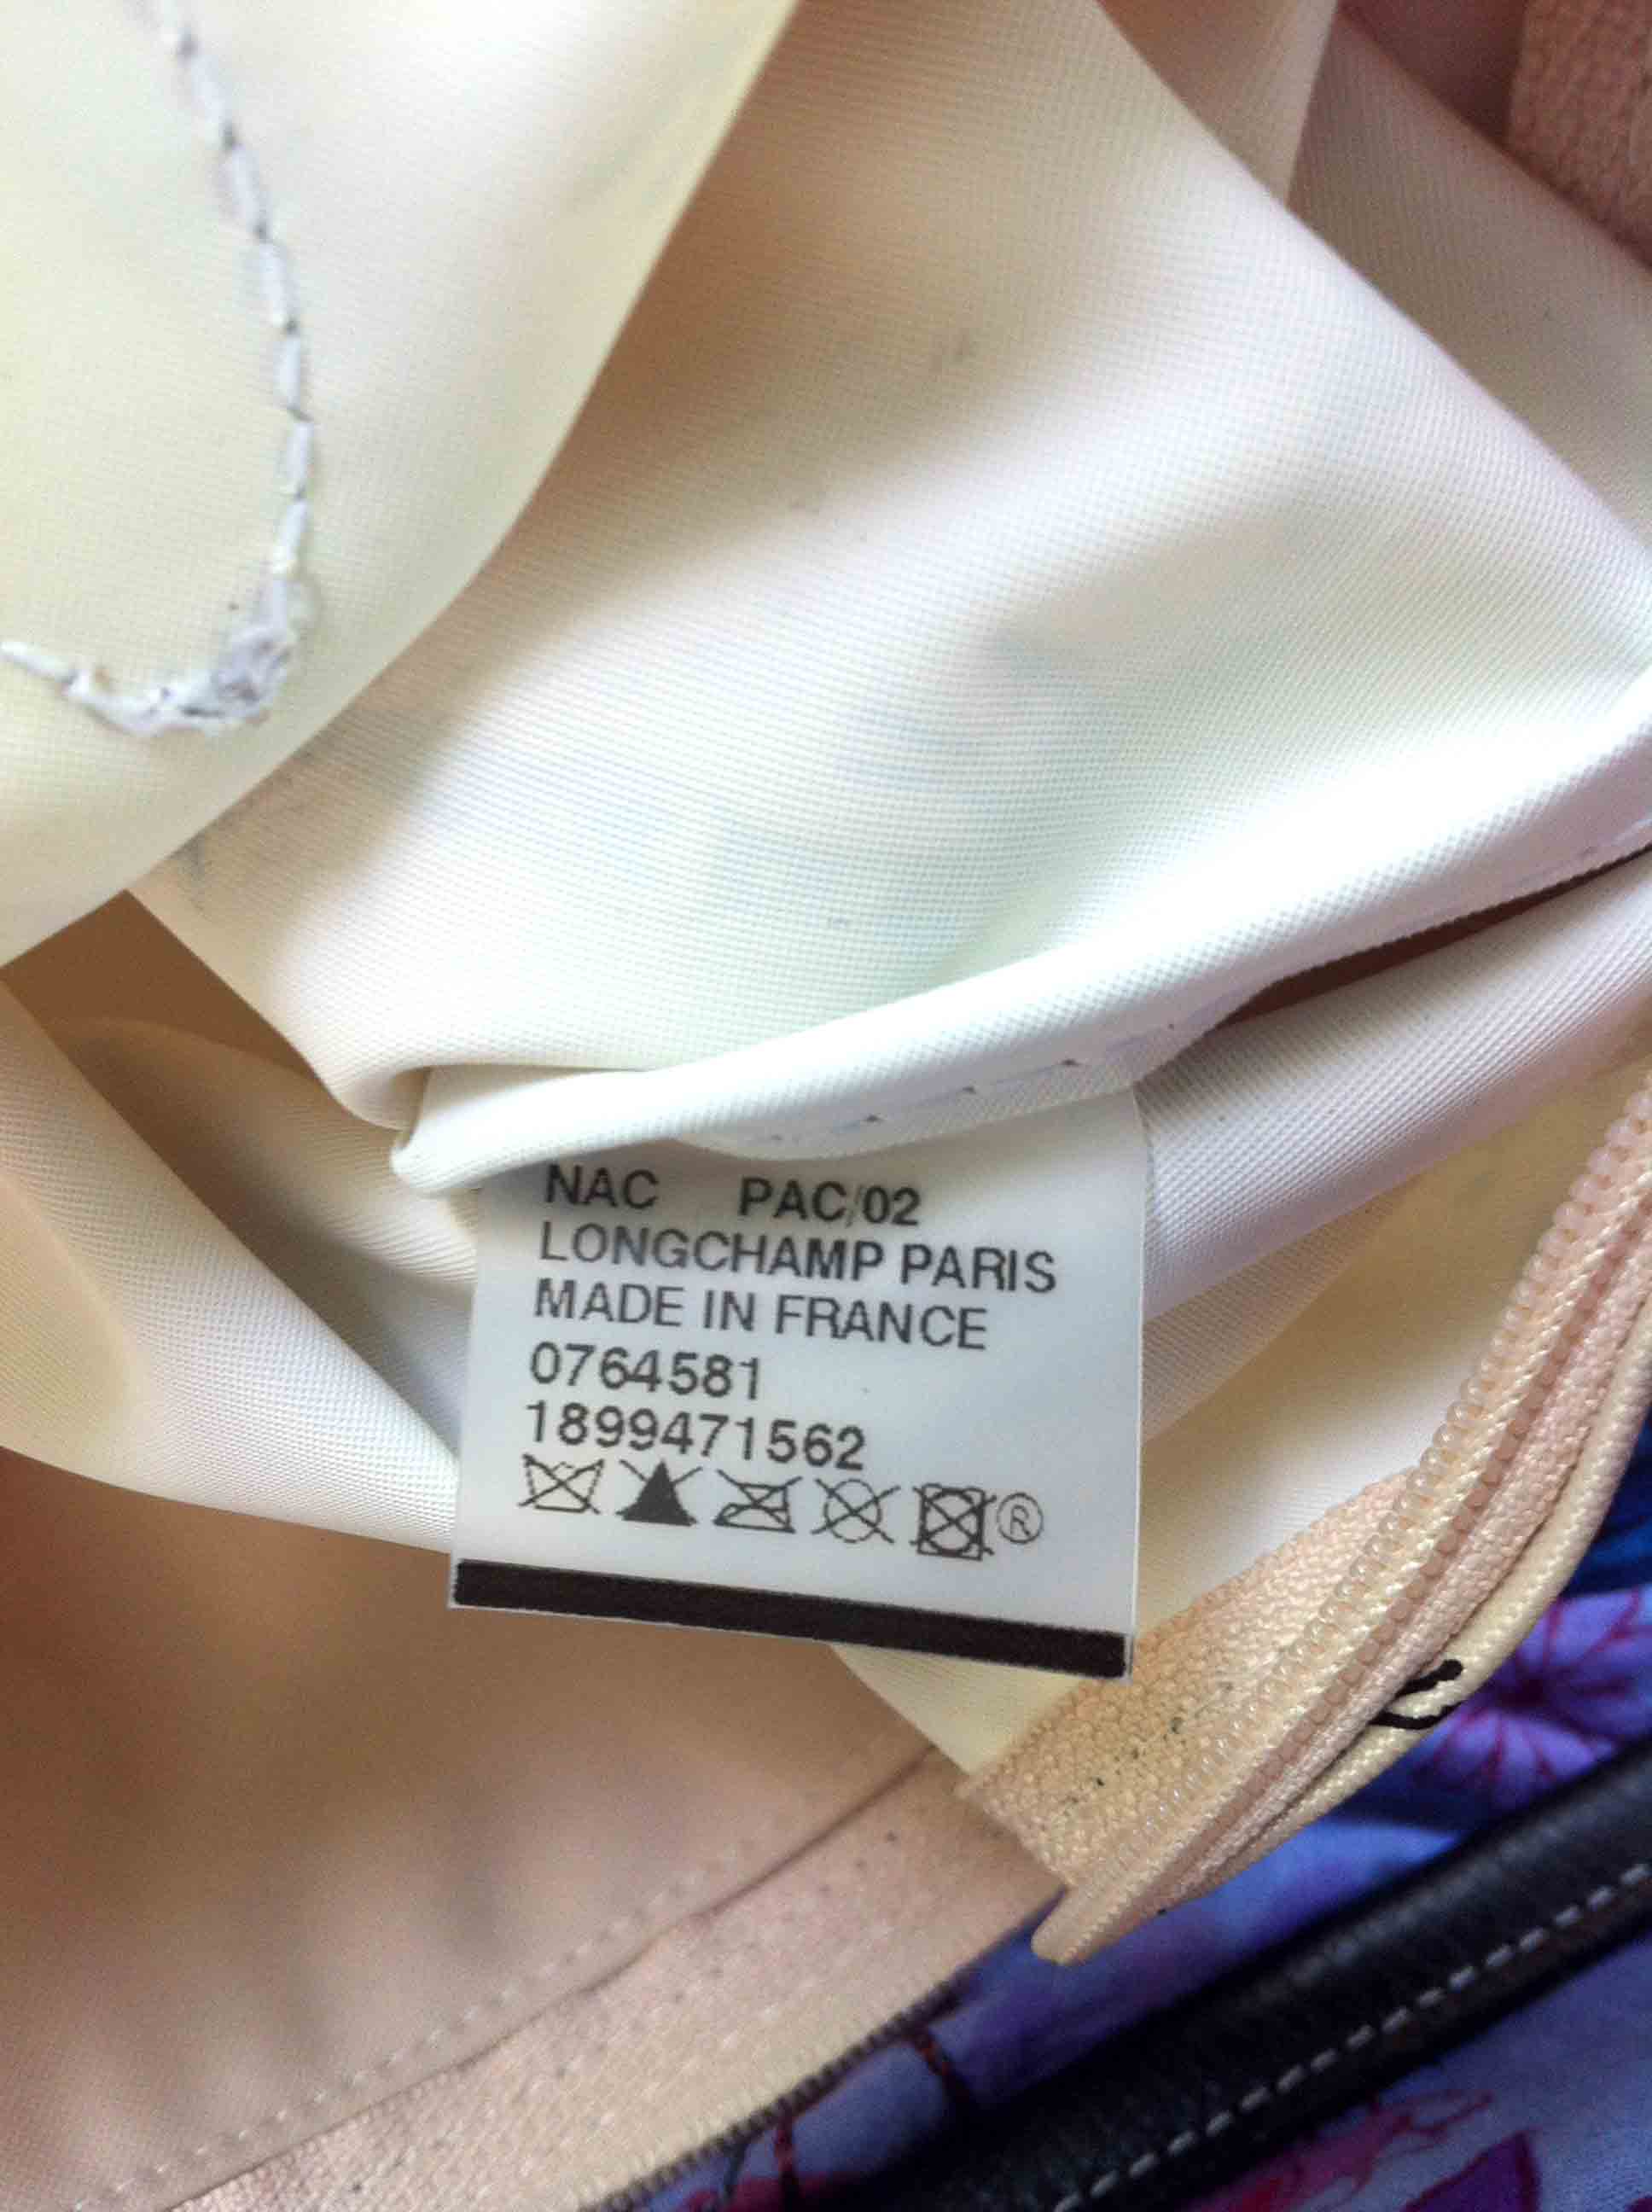 NAC PAC/02
LONGCHAMP PARIS
MADE IN FRANCE
0764581
1899471562
®